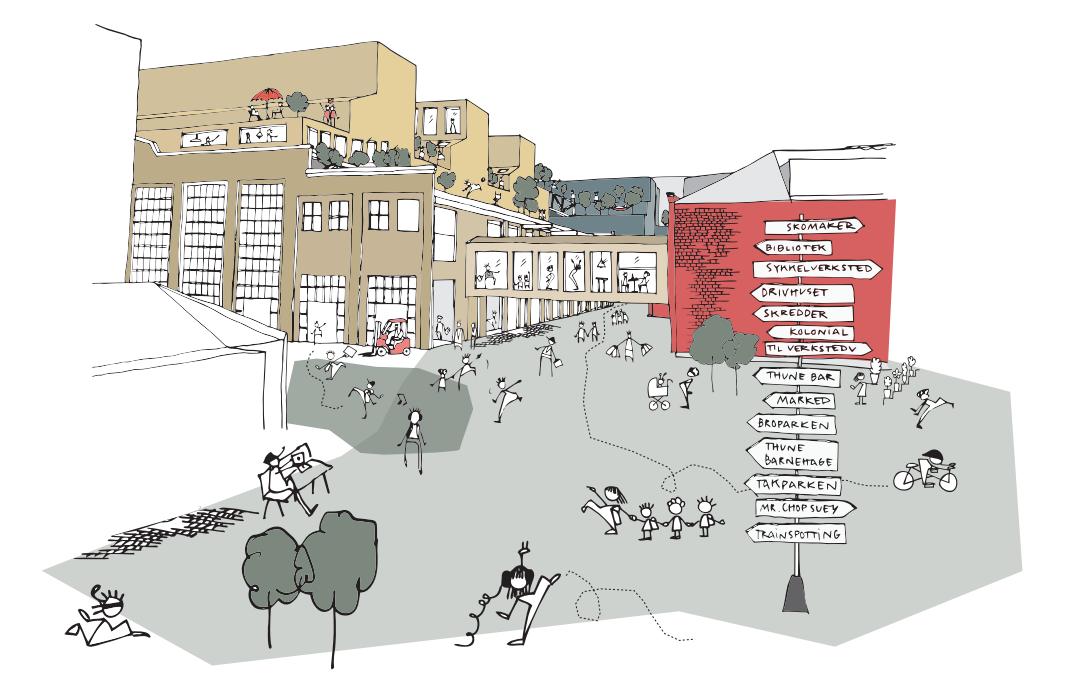 SKOMAKER
BIBLIOTEK
SYKKELVERKSTED
DRIVHUSET
SKREDDER
KOLONIAL
TIL VERKSTEDV
THUNE BAR
MARKED
BROPARKEN
THUNE
BARNEHAGE
TAKPARKEN
MR. CHOP SUEY
TRAINSPOTTING